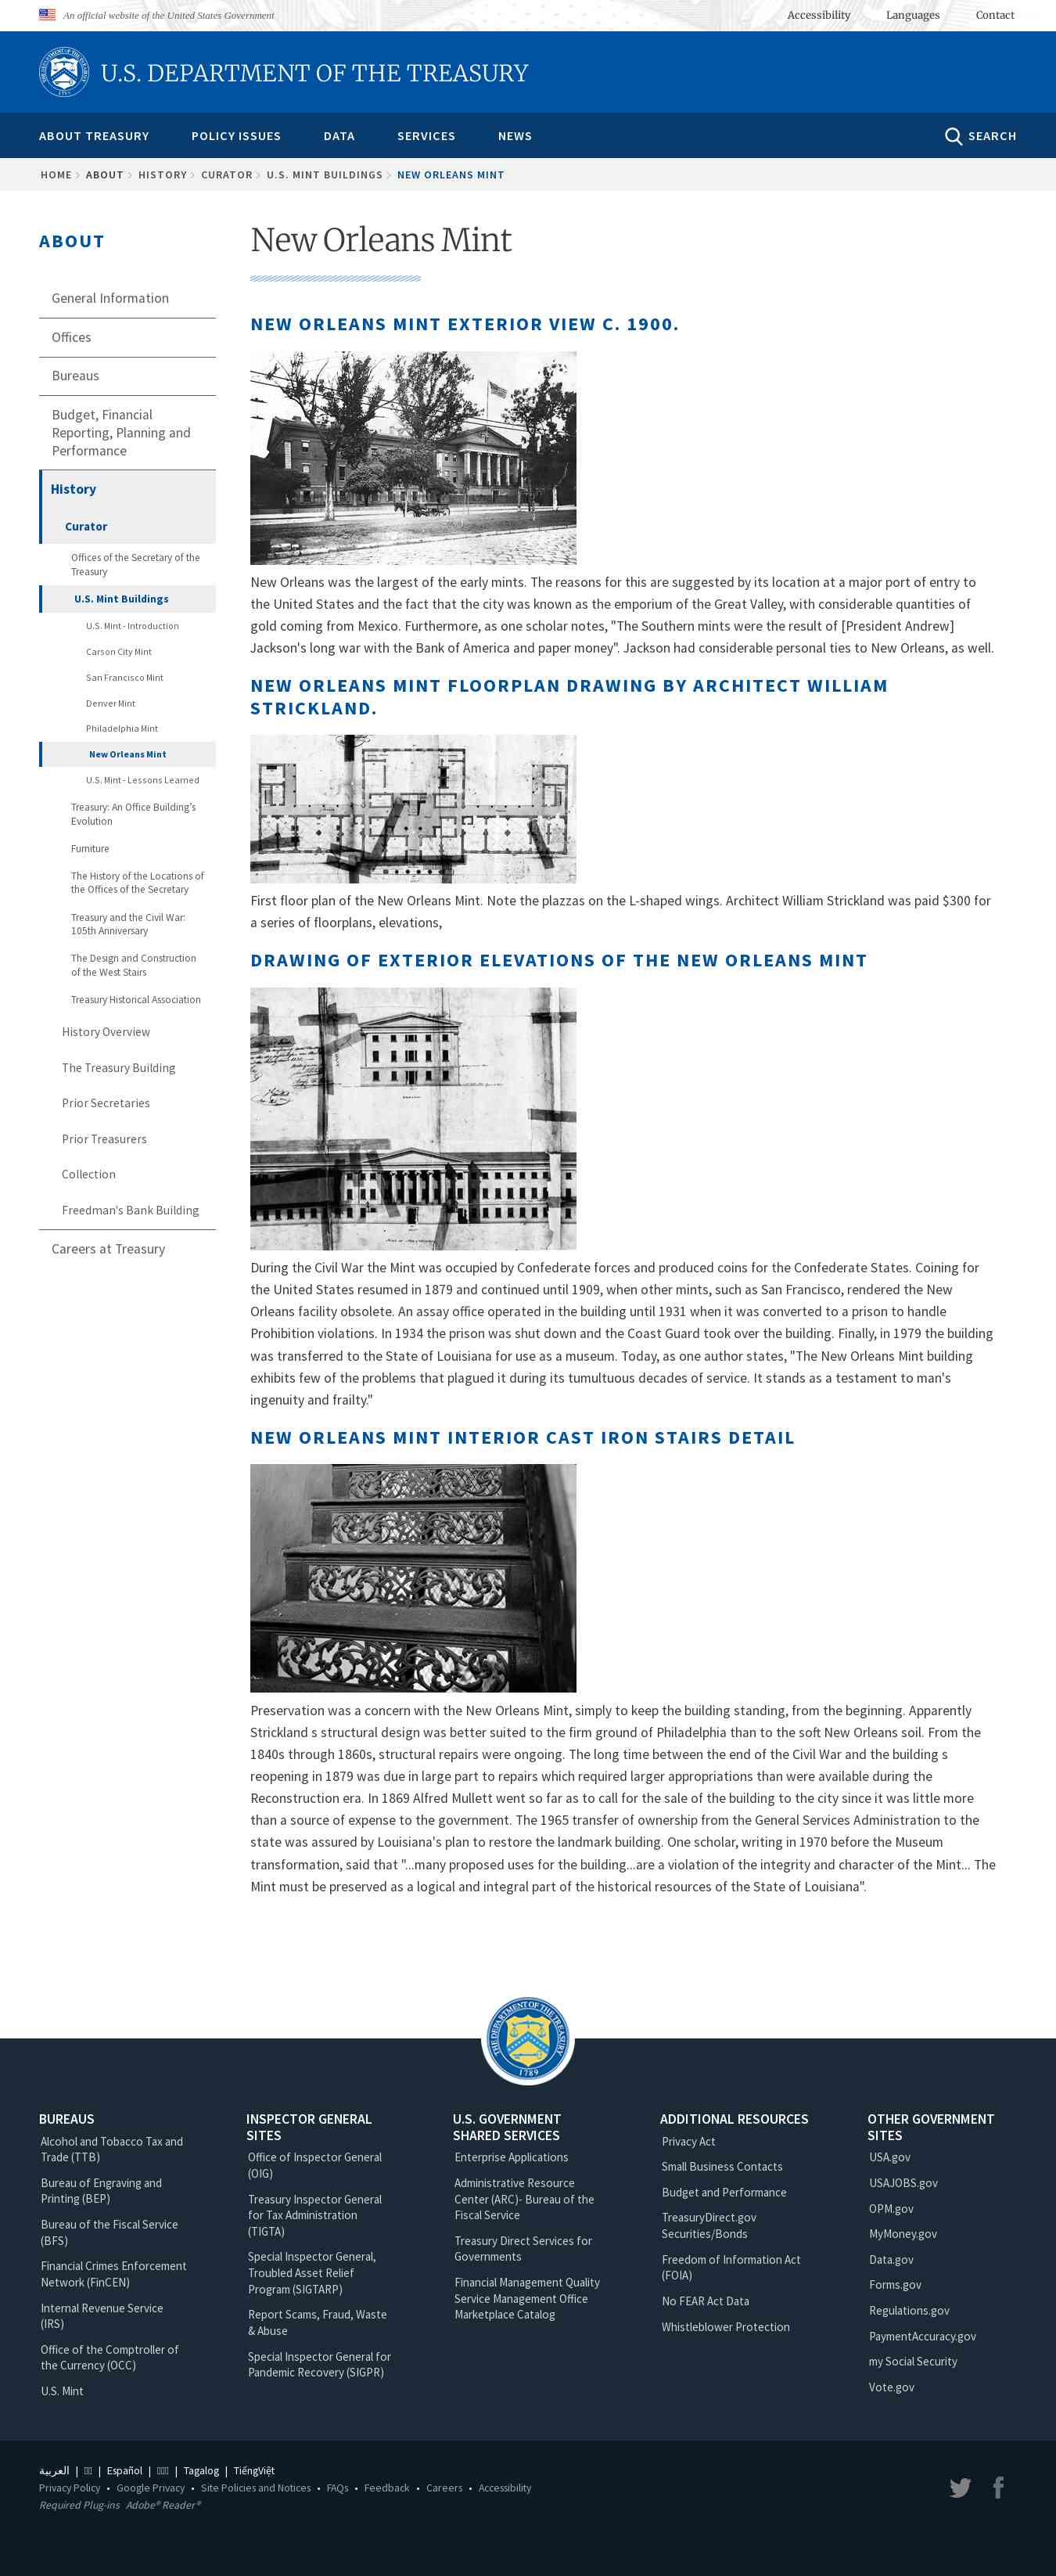 An official website of the United States Government
Accessibility Languages Contact
U.S. DEPARTMENT OF THE TREASURY
ABOUT TREASURY POLICY ISSUES DATA SERVICES NEWS SEARCH
HOME ABOUT HISTORY CURATOR U.S. MINT BUILDINGS NEW ORLEANS MINT
ABOUT
General Information
Offices
Bureaus
Budget, Financial
Reporting, Planning and
Performance
History
Curator
Offices of the Secretary of the
Treasury
U.S. Mint Buildings
U.S. Mint - Introduction
Carson City Mint
San Francisco Mint
Denver Mint
Philadelphia Mint
New Orleans Mint
U.S. Mint - Lessons Learned
Treasury: An Office Building's
Evolution
Furniture
The History of the Locations of
the Offices of the Secretary
Treasury and the Civil War:
105th Anniversary
The Design and Construction
of the West Stairs
Treasury Historical Association
History Overview
The Treasury Building
Prior Secretaries
Prior Treasurers
Collection
Freedman's Bank Building
Careers at Treasury
New Orleans Mint
NEW ORLEANS MINT EXTERIOR VIEW C. 1900.
New Orleans was the largest of the early mints. The reasons for this are suggested by its location at a major port of entry to
the United States and the fact that the city was known as the emporium of the Great Valley, with considerable quantities of
gold coming from Mexico. Furthermore, as one scholar notes, "The Southern mints were the result of [President Andrew]
Jackson's long war with the Bank of America and paper money". Jackson had considerable personal ties to New Orleans, as well.
NEW ORLEANS MINT FLOORPLAN DRAWING BY ARCHITECT WILLIAM
STRICKLAND.
First floor plan of the New Orleans Mint. Note the plazzas on the L-shaped wings. Architect William Strickland was paid $300 for
a series of floorplans, elevations,
DRAWING OF EXTERIOR ELEVATIONS OF THE NEW ORLEANS MINT
During the Civil War the Mint was occupied by Confederate forces and produced coins for the Confederate States. Coining for
the United States resumed in 1879 and continued until 1909, when other mints, such as San Francisco, rendered the New
Orleans facility obsolete. An assay office operated in the building until 1931 when it was converted to a prison to handle
Prohibition violations. In 1934 the prison was shut down and the Coast Guard took over the building. Finally, in 1979 the building
was transferred to the State of Louisiana for use as a museum. Today, as one author states, "The New Orleans Mint building
exhibits few of the problems that plagued it during its tumultuous decades of service. It stands as a testament to man's
ingenuity and frailty."
NEW ORLEANS MINT INTERIOR CAST IRON STAIRS DETAIL
Preservation was a concern with the New Orleans Mint, simply to keep the building standing, from the beginning. Apparently
Strickland s structural design was better suited to the firm ground of Philadelphia than to the soft New Orleans soil. From the
1840s through 1860s, structural repairs were ongoing. The long time between the end of the Civil War and the building s
reopening in 1879 was due in large part to repairs which required larger appropriations than were available during the
Reconstruction era. In 1869 Alfred Mullett went so far as to call for the sale of the building to the city since it was little more
than a source of expense to the government. The 1965 transfer of ownership from the General Services Administration to the
state was assured by Louisiana's plan to restore the landmark building. One scholar, writing in 1970 before the Museum
transformation, said that "...many proposed uses for the building...are a violation of the integrity and character of the Mint... The
Mint must be preserved as a logical and integral part of the historical resources of the State of Louisiana".
THE DEPARTMENT OF THE TREASURY
1789
BUREAUS
Alcohol and Tobacco Tax and
Trade (TTB)
Bureau of Engraving and
Printing (BEP)
Bureau of the Fiscal Service
(BFS)
Financial Crimes Enforcement
Network (FinCEN)
Internal Revenue Service
(IRS)
Office of the Comptroller of
the Currency (OCC)
U.S. Mint
INSPECTOR GENERAL
SITES
Office of Inspector General
(OIG)
Treasury Inspector General
for Tax Administration
(TIGTA)
Special Inspector General,
Troubled Asset Relief
Program (SIGTARP)
Report Scams, Fraud, Waste
& Abuse
Special Inspector General for
Pandemic Recovery (SIGPR)
U.S. GOVERNMENT
SHARED SERVICES
Enterprise Applications
Administrative Resource
Center (ARC)- Bureau of the
Fiscal Service
Treasury Direct Services for
Governments
Financial Management Quality
Service Management Office
Marketplace Catalog
ADDITIONAL RESOURCES
Privacy Act
Small Business Contacts
Budget and Performance
TreasuryDirect.gov
Securities/Bonds
Freedom of Information Act
(FOIA)
No FEAR Act Data
Whistleblower Protection
OTHER GOVERNMENT
SITES
USA.gov
USAJOBS.gov
OPM.gov
MyMoney.gov
Data.gov
Forms.gov
Regulations.gov
PaymentAccuracy.gov
my Social Security
Vote.gov
العربية | | Español | | Tagalog | TiếngViệt
Privacy Policy • Google Privacy • Site Policies and Notices • FAQs • Feedback • Careers • Accessibility
Required Plug-ins Adobe® Reader®